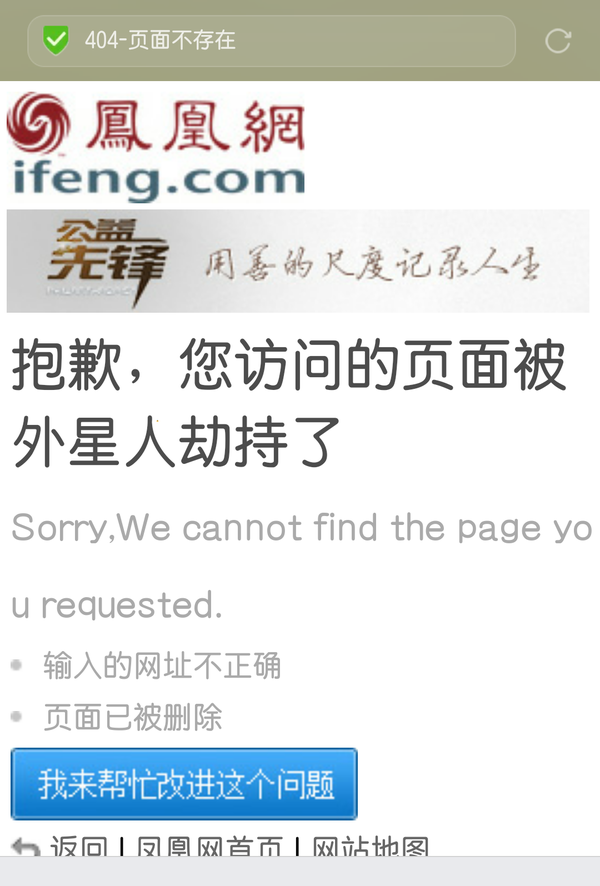 404-页面不存在
鳳凰網
ifeng.com
公益
先锋
用善的尺度记录人生
抱歉，您访问的页面被
外星人劫持了
Sorry,We cannot find the page yo
u requested.
输入的网址不正确
页面已被删除
我来帮忙改进这个问题
返回 | 凤凰网首页 | 网站地图